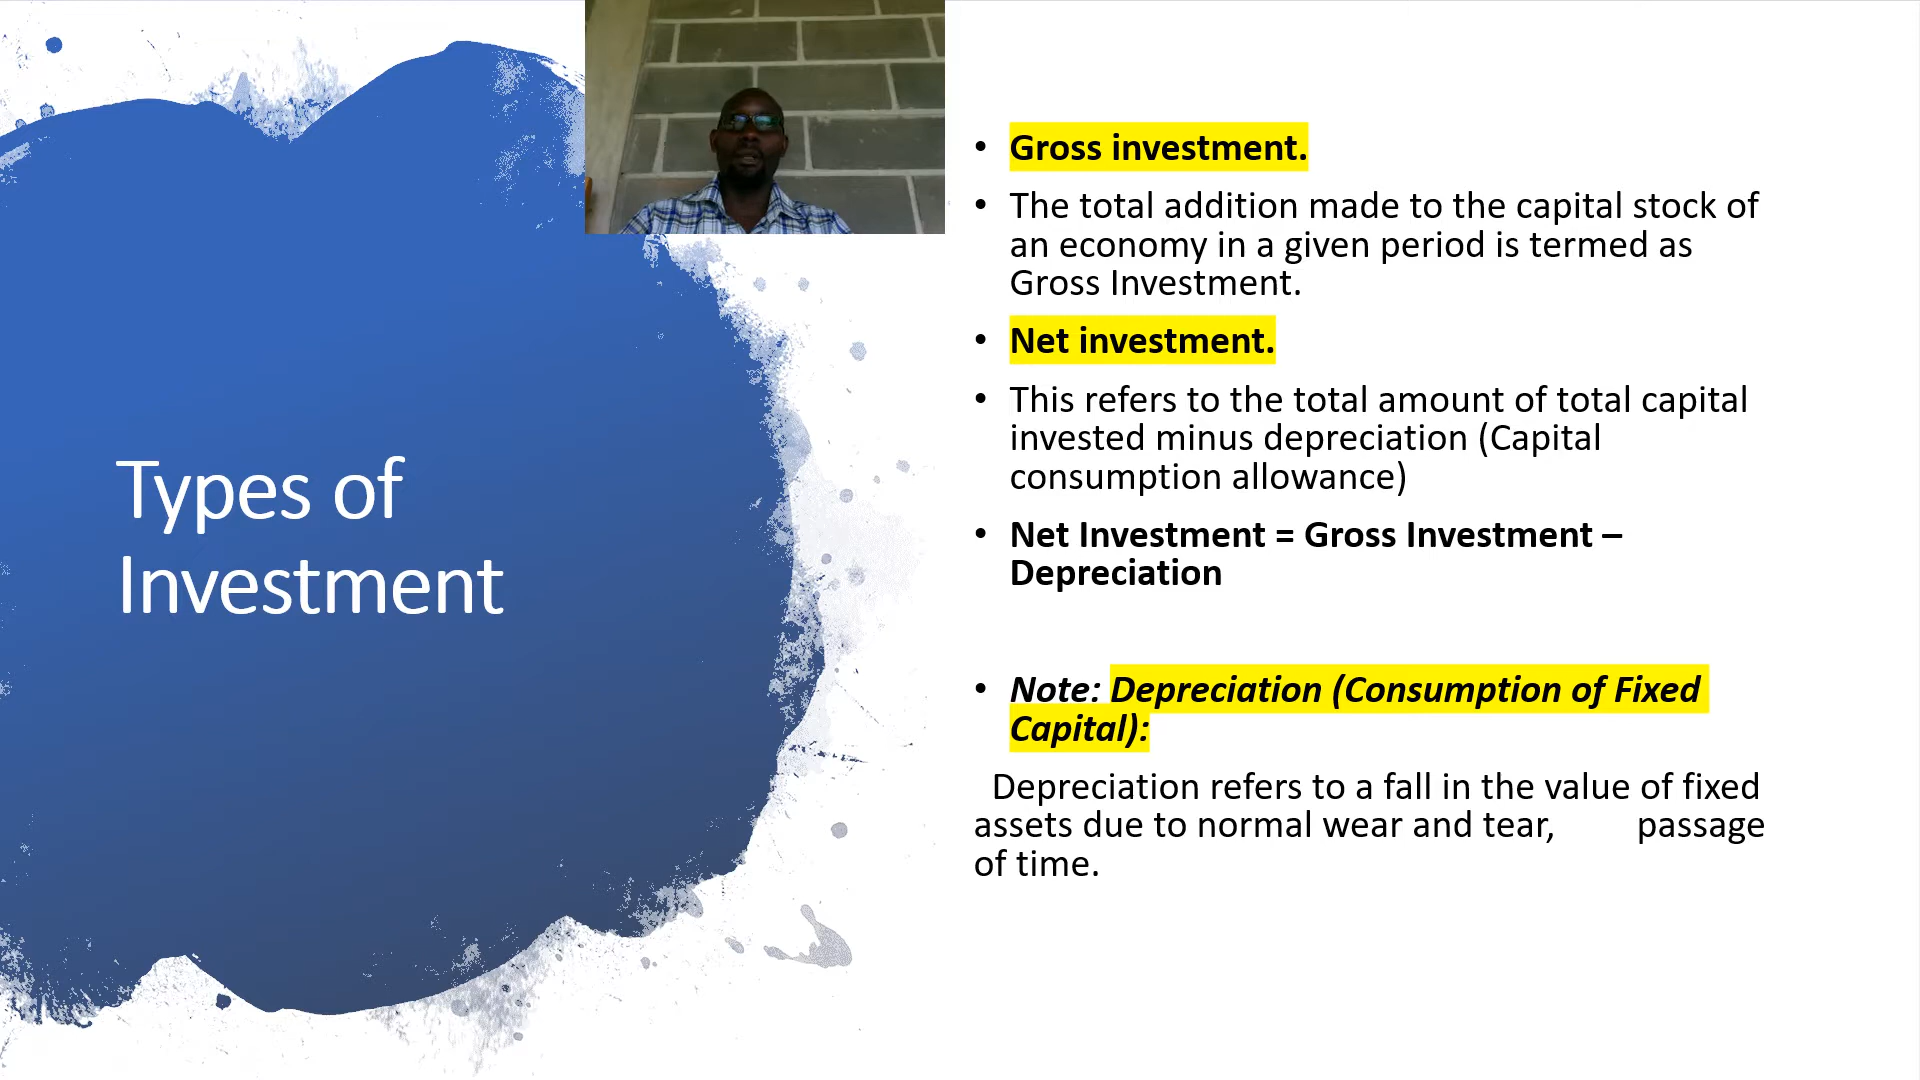 Types of
Investment
• Gross investment.
• The total addition made to the capital stock of
an economy in a given period is termed as
Gross Investment.
• Net investment.
• This refers to the total amount of total capital
invested minus depreciation (Capital
consumption allowance)
• Net Investment = Gross Investment –
Depreciation
• Note: Depreciation (Consumption of Fixed
Capital):
Depreciation refers to a fall in the value of fixed
assets due to normal wear and tear, passage
of time.